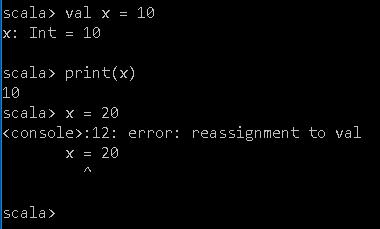 scala> val x = 10
x: Int = 10
scala> print(x)
10
scala> x = 20
<console>:12: error: reassignment to val
       x = 20
         ^
scala>